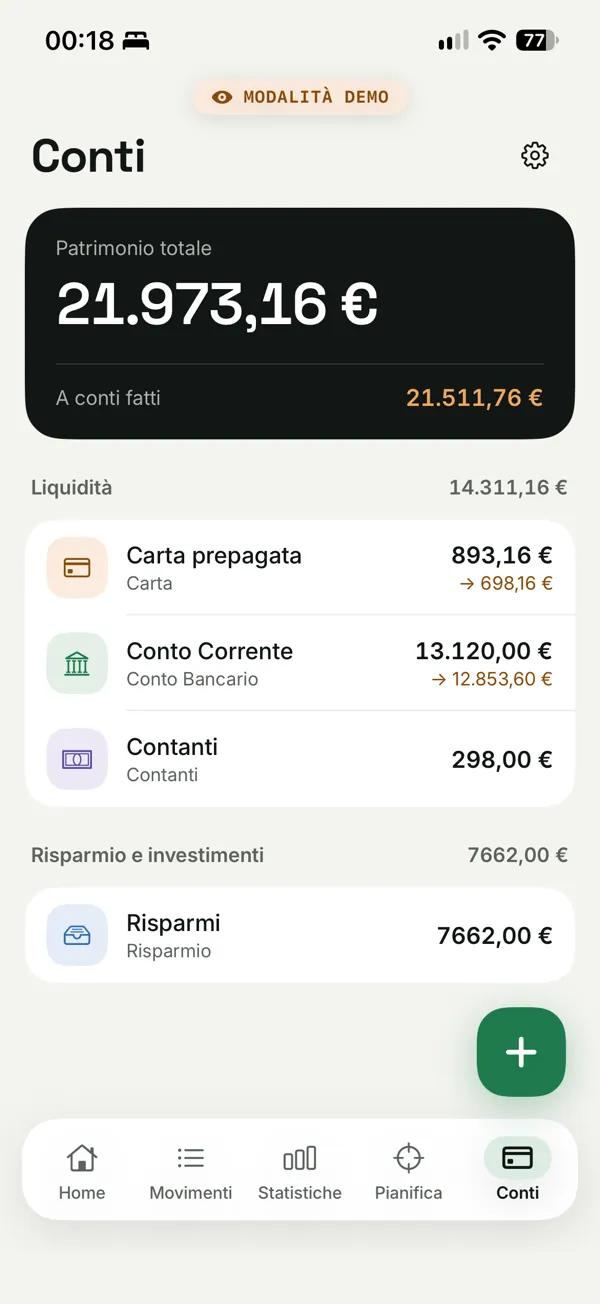 00:18
77
MODALITÀ DEMO
Conti
Patrimonio totale
21.973,16 €
A conti fatti
21.511,76 €
Liquidità
14.311,16 €
Carta prepagata
893,16 €
Carta
→ 698,16 €
Conto Corrente
13.120,00 €
Conto Bancario
→ 12.853,60 €
Contanti
298,00 €
Contanti
Risparmio e investimenti
7662,00 €
Risparmi
7662,00 €
Risparmio
Home
Movimenti
Statistiche
Pianifica
Conti